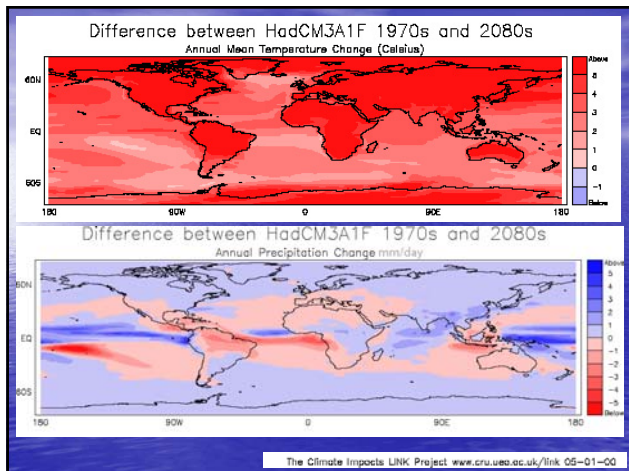 Difference between HadCM3A1F 1970s and 2080s
Annual Mean Temperature Change (Celsius)
60N
EQ
60S
180 90W 0 90E 180
Above
5
4
3
2
1
0
-1
Below
Difference between HadCM3A1F 1970s and 2080s
Annual Precipitation Change mm/day
60N
EQ
60S
180 90W 0 90E 180
Above
5
4
3
2
1
0
-1
-2
-3
-4
-5
Below
The Climate Impacts LINK Project www.cru.uea.ac.uk/link 05-01-00